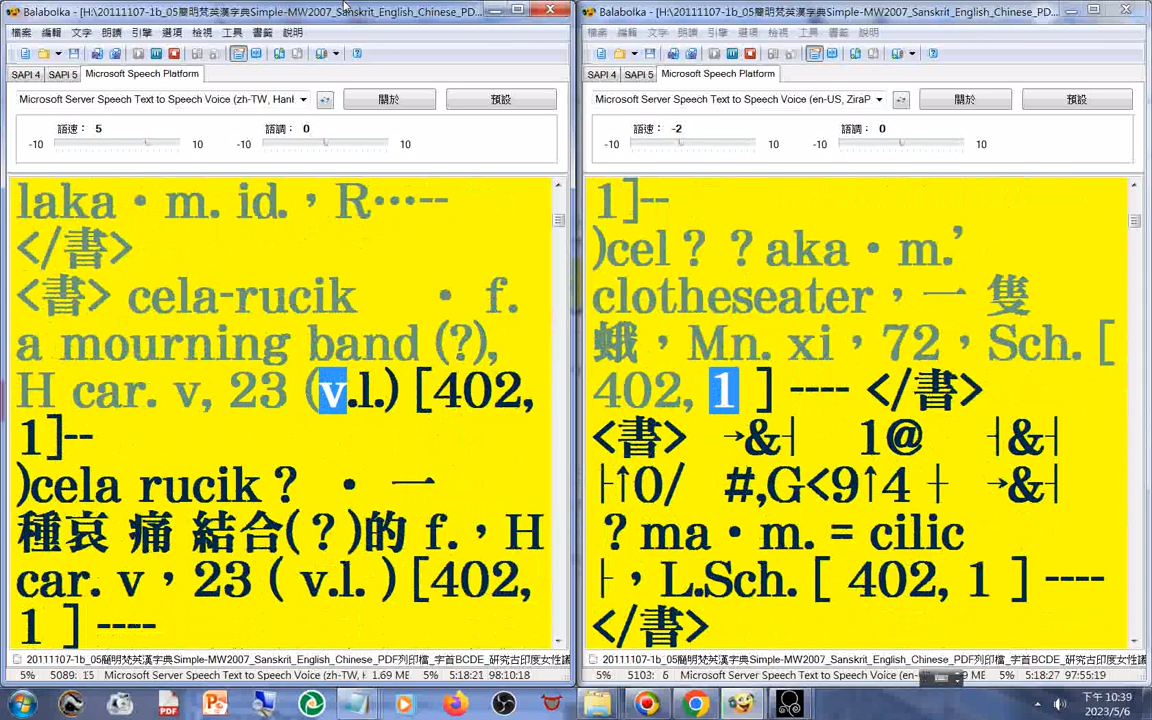 Balabolka - [H:\20111107-1b_05簡明梵英漢字典Simple-MW2007_Sanskrit_English_Chinese_PD...
檔案 編輯 文字 朗讀 引擎 選項 檢視 工具 書籤 說明
SAPI 4 SAPI 5 Microsoft Speech Platform
Microsoft Server Speech Text to Speech Voice (zh-TW, HanH 關於 預設
語速： 5 語調： 0
-10 10 -10 10
laka‧m. id.，R…--
</書>
<書> cela-rucik ‧ f.
a mourning band (?),
H car. v, 23 (v.l.) [402,
1]--
)cela rucik？ ‧ 一
種哀 痛 結合(？)的 f.，H
car. v，23 ( v.l. ) [402,
1 ] ----
20111107-1b_05簡明梵英漢字典Simple-MW2007_Sanskrit_English_Chinese_PDF列印檔_字首BCDE_研究古印度女性議
5% 5089: 15 Microsoft Server Speech Text to Speech Voice (zh-TW, H 1.69 MB 5% 5:18:21 98:10:18
Balabolka - [H:\20111107-1b_05簡明梵英漢字典Simple-MW2007_Sanskrit_English_Chinese_PD...
檔案 編輯 文字 朗讀 引擎 選項 檢視 工具 書籤 說明
SAPI 4 SAPI 5 Microsoft Speech Platform
Microsoft Server Speech Text to Speech Voice (en-US, ZiraP 關於 預設
語速： -2 語調： 0
-10 10 -10 10
1]--
)cel？？aka‧m.’
clotheseater，一 隻
蛾，Mn. xi，72，Sch. [
402, 1 ] ---- </書>
<書> →&┤ 1@ ┤&┤
├↑0/ #,G<9↑4 ┼ →&┤
？ma‧m. = cilic
├，L.Sch. [ 402, 1 ] ----
</書>
20111107-1b_05簡明梵英漢字典Simple-MW2007_Sanskrit_English_Chinese_PDF列印檔_字首BCDE_研究古印度女性議
5% 5103: 6 Microsoft Server Speech Text to Speech Voice (en-US, 9 MB 5% 5:18:27 97:55:19
下午 10:39
2023/5/6